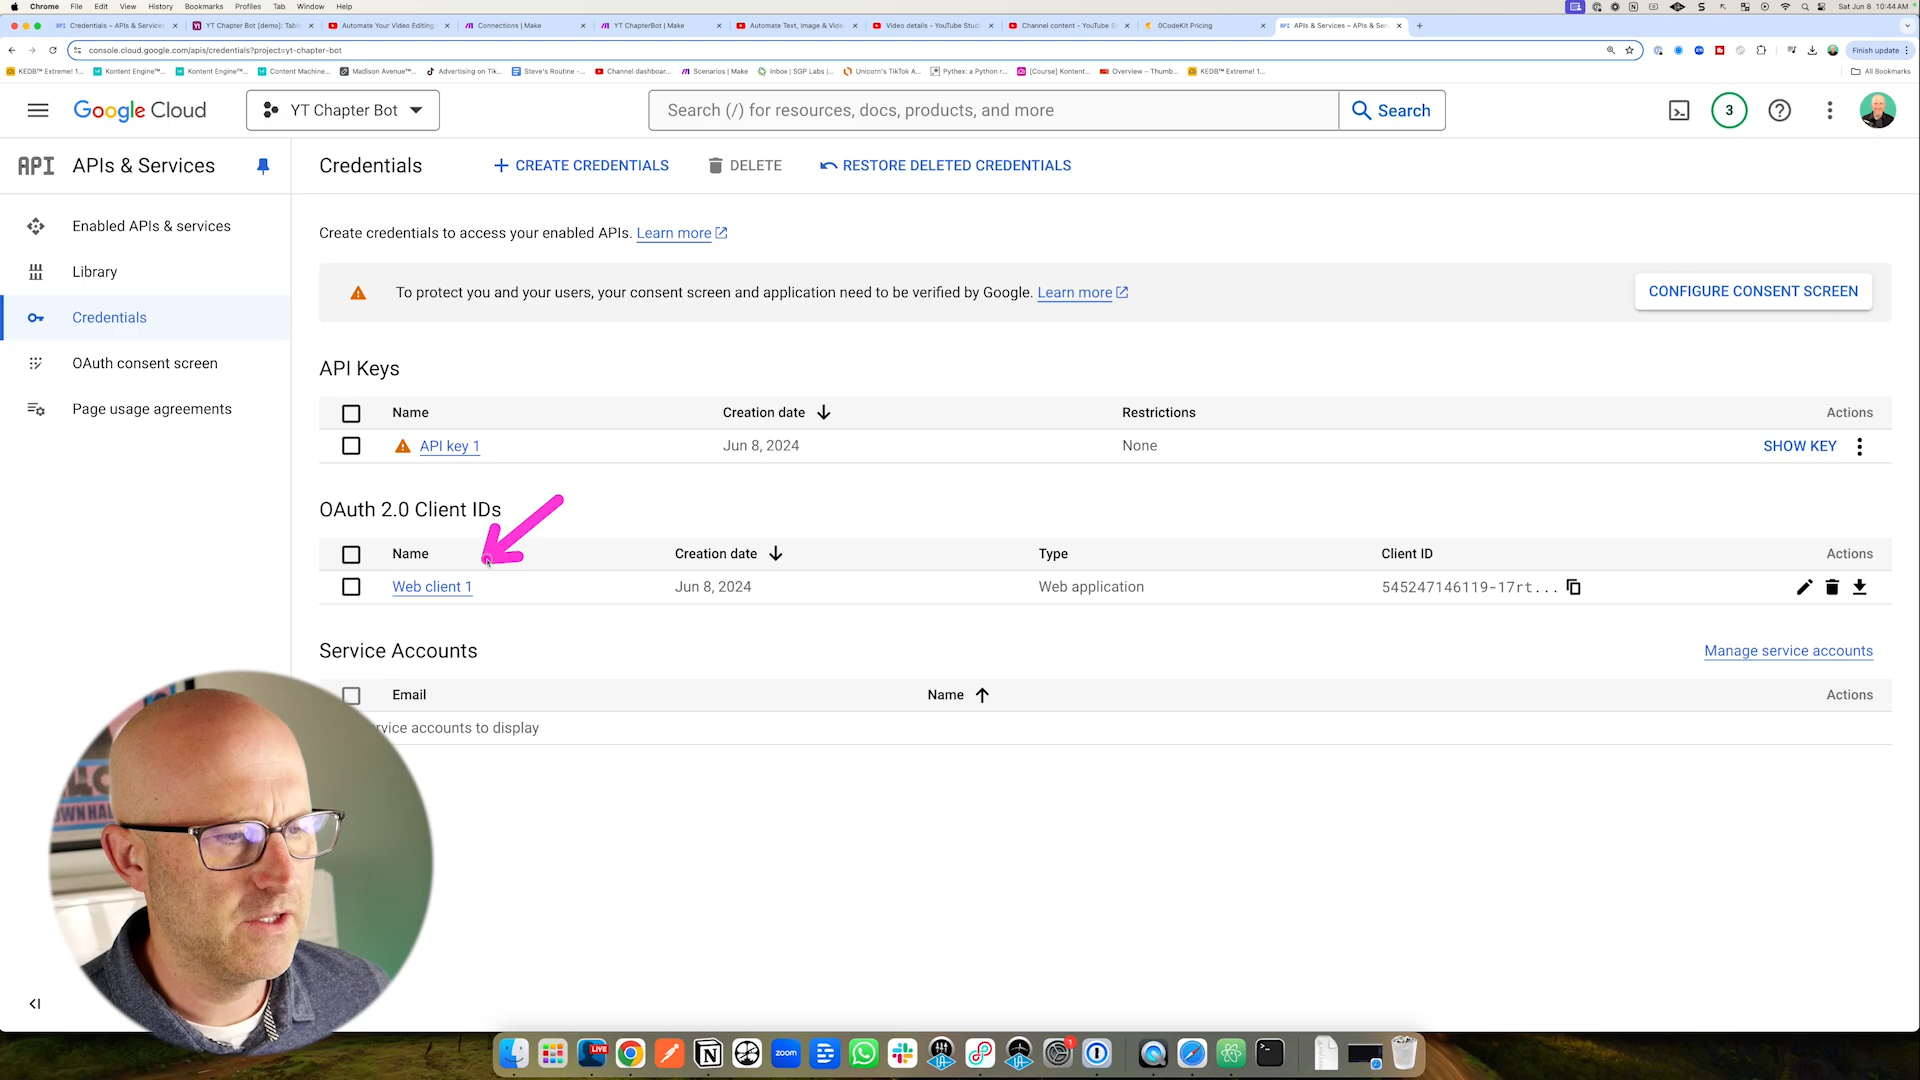 Chrome File Edit View History Bookmarks Profiles Tab Window Help
Sat Jun 8 10:44 AM
Credentials – APIs & Services
YT Chapter Bot [demo]: Tabl
Automate Your Video Editing
Connections | Make
YT ChapterBot | Make
Automate Text, Image & Vide
Video details – YouTube Stud
Channel content – YouTube S
0CodeKit Pricing
APIs & Services – APIs & Ser
console.cloud.google.com/apis/credentials?project=yt-chapter-bot
Finish update
KEDB™ Extreme! 1...
Kontent Engine™...
Kontent Engine™...
Content Machine...
Madison Avenue™...
Advertising on Tik...
Steve's Routine -...
Channel dashboar...
Scenarios | Make
Inbox | SGP Labs |...
Unicorn's TikTok A...
Pythex: a Python r...
[Course] Kontent...
Overview – Thumb...
KEDB™ Extreme! 1...
All Bookmarks
Google Cloud
YT Chapter Bot
Search (/) for resources, docs, products, and more
Search
3
API APIs & Services
Credentials
CREATE CREDENTIALS
DELETE
RESTORE DELETED CREDENTIALS
Enabled APIs & services
Library
Credentials
OAuth consent screen
Page usage agreements
Create credentials to access your enabled APIs. Learn more
To protect you and your users, your consent screen and application need to be verified by Google. Learn more
CONFIGURE CONSENT SCREEN
API Keys
Name Creation date Restrictions Actions
API key 1 Jun 8, 2024 None SHOW KEY
OAuth 2.0 Client IDs
Name Creation date Type Client ID Actions
Web client 1 Jun 8, 2024 Web application 545247146119-17rt...
Service Accounts
Manage service accounts
Email Name Actions
service accounts to display
LIVE
zoom
1